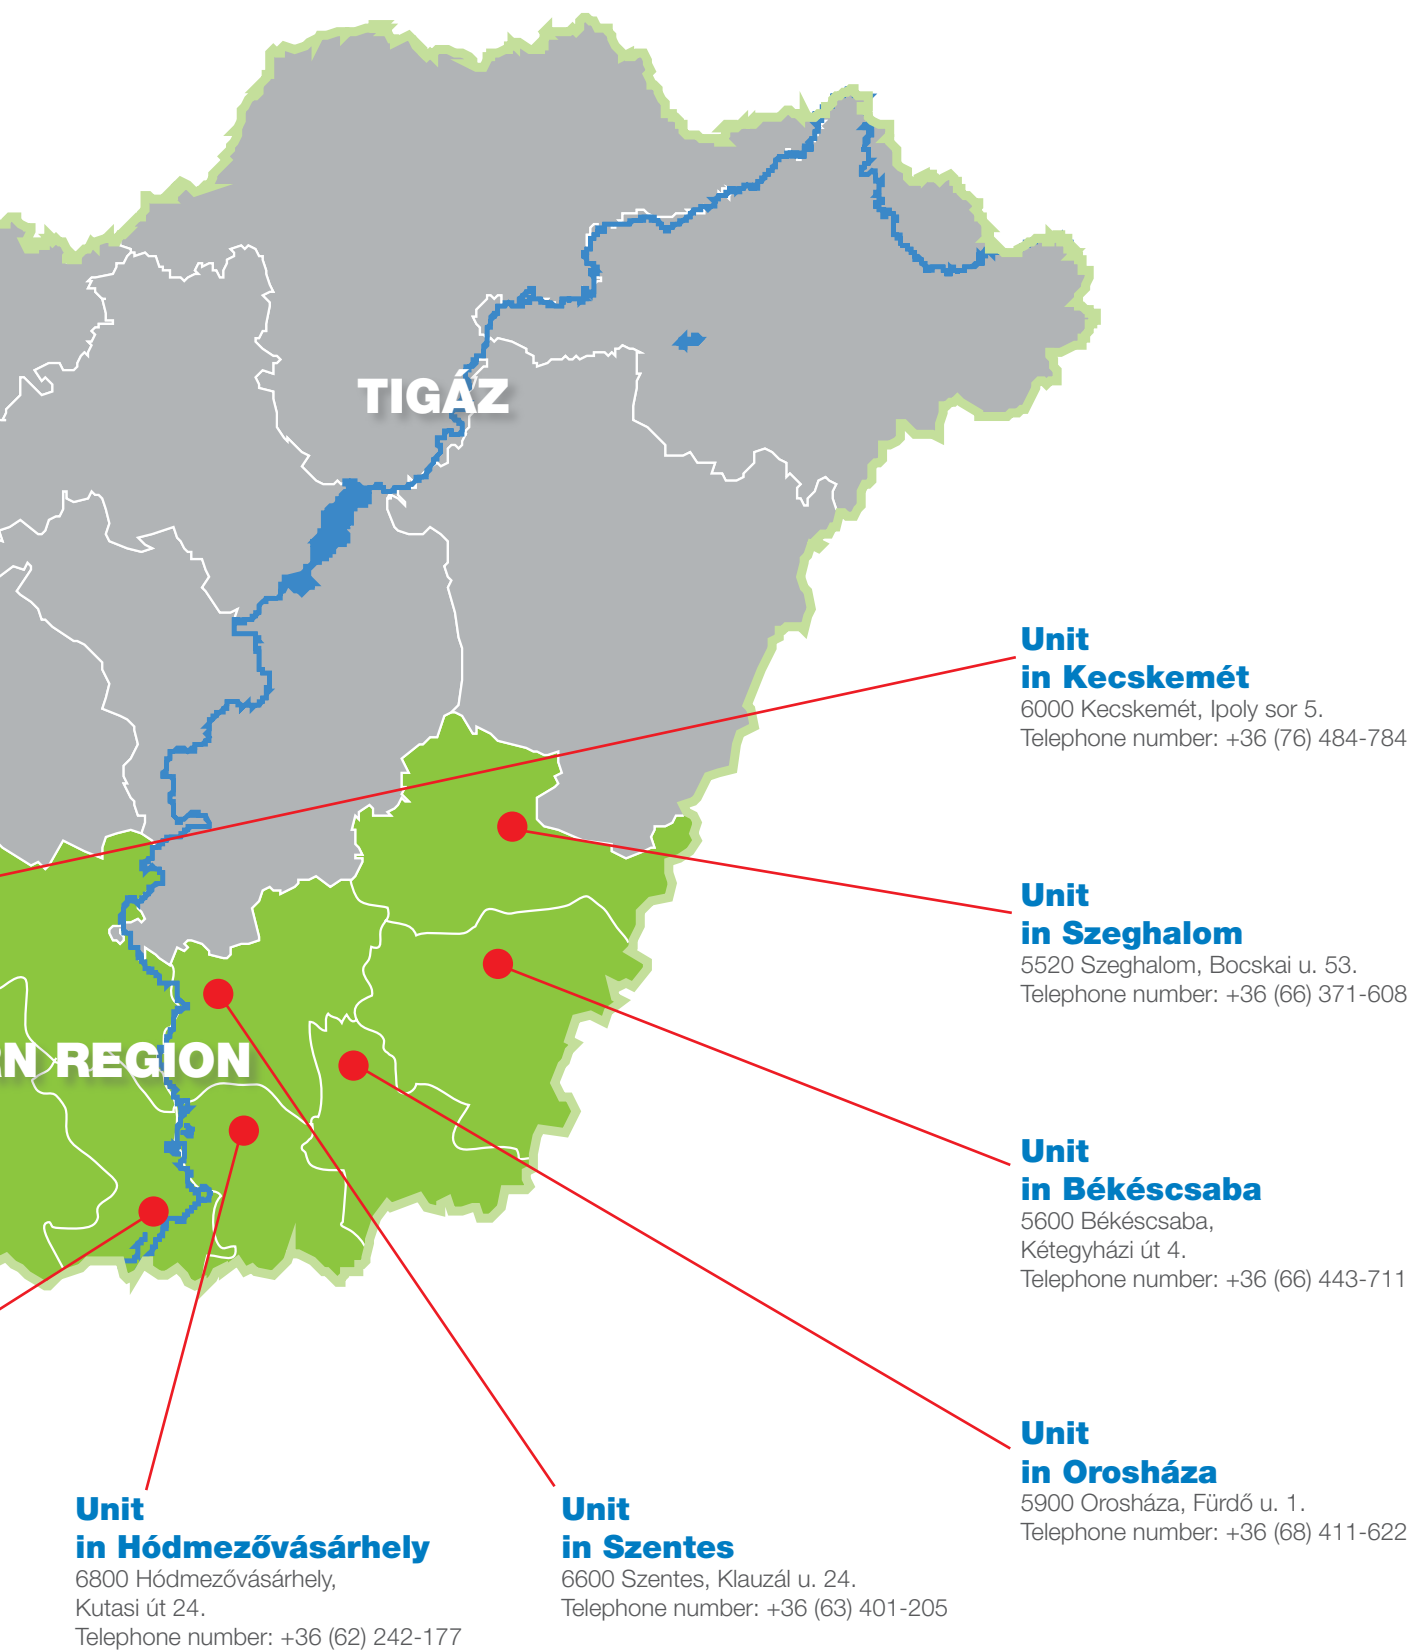 TIGÁZ
Unit
in Kecskemét
6000 Kecskemét, Ipoly sor 5.
Telephone number: +36 (76) 484-784
Unit
in Szeghalom
5520 Szeghalom, Bocskai u. 53.
Telephone number: +36 (66) 371-608
RN REGION
Unit
in Békéscsaba
5600 Békéscsaba,
Kétegyházi út 4.
Telephone number: +36 (66) 443-711
Unit
in Orosháza
5900 Orosháza, Fürdő u. 1.
Telephone number: +36 (68) 411-622
Unit
in Hódmezővásárhely
6800 Hódmezővásárhely,
Kutasi út 24.
Telephone number: +36 (62) 242-177
Unit
in Szentes
6600 Szentes, Klauzál u. 24.
Telephone number: +36 (63) 401-205